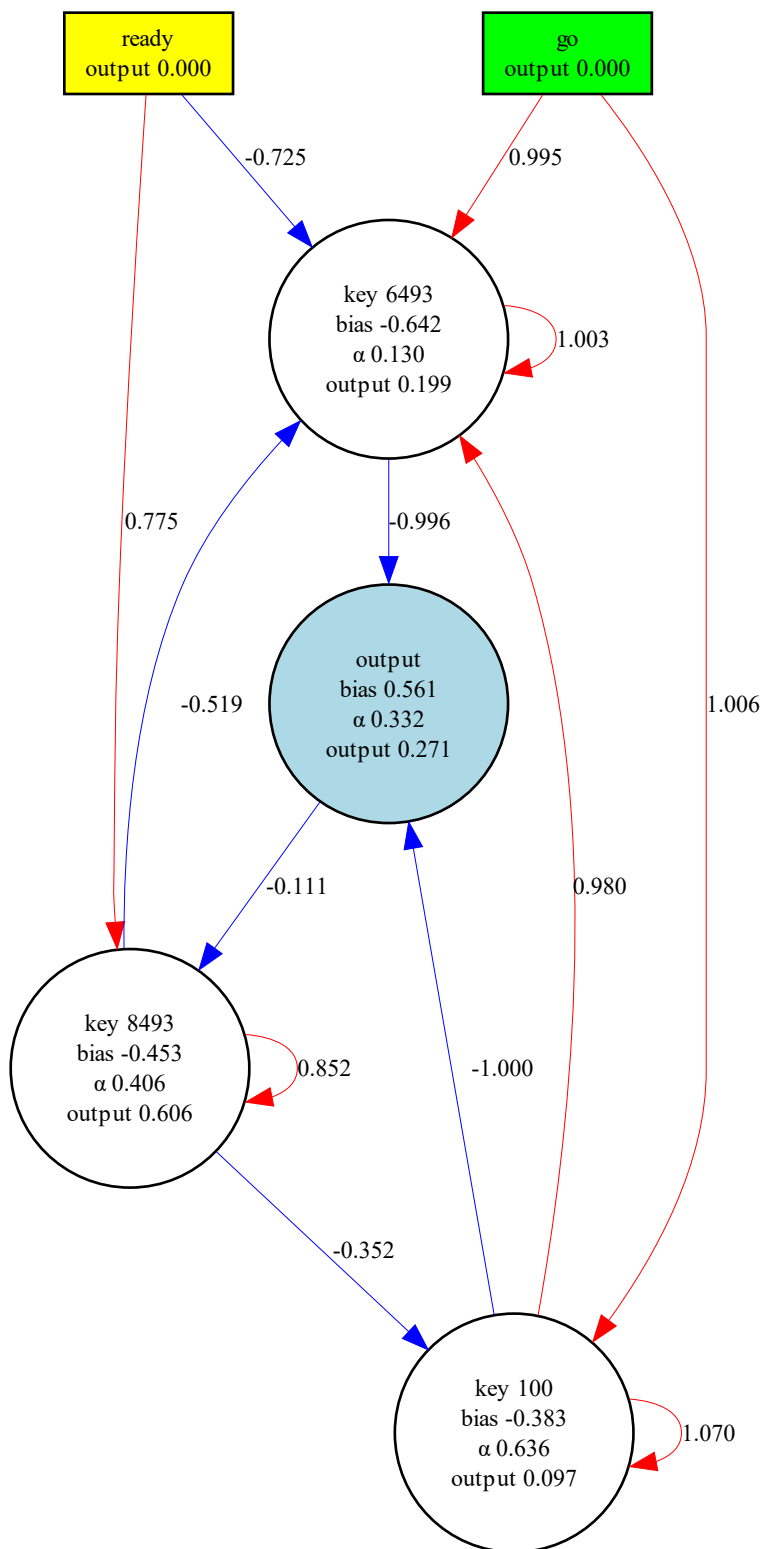 ready
output 0.000
go
output 0.000
-0.725
0.995
key 6493
bias -0.642
α 0.130
output 0.199
1.003
0.775
-0.996
-0.519
output
bias 0.561
α 0.332
output 0.271
1.006
-0.111
0.980
key 8493
bias -0.453
α 0.406
output 0.606
0.852
-1.000
-0.352
key 100
bias -0.383
α 0.636
output 0.097
1.070